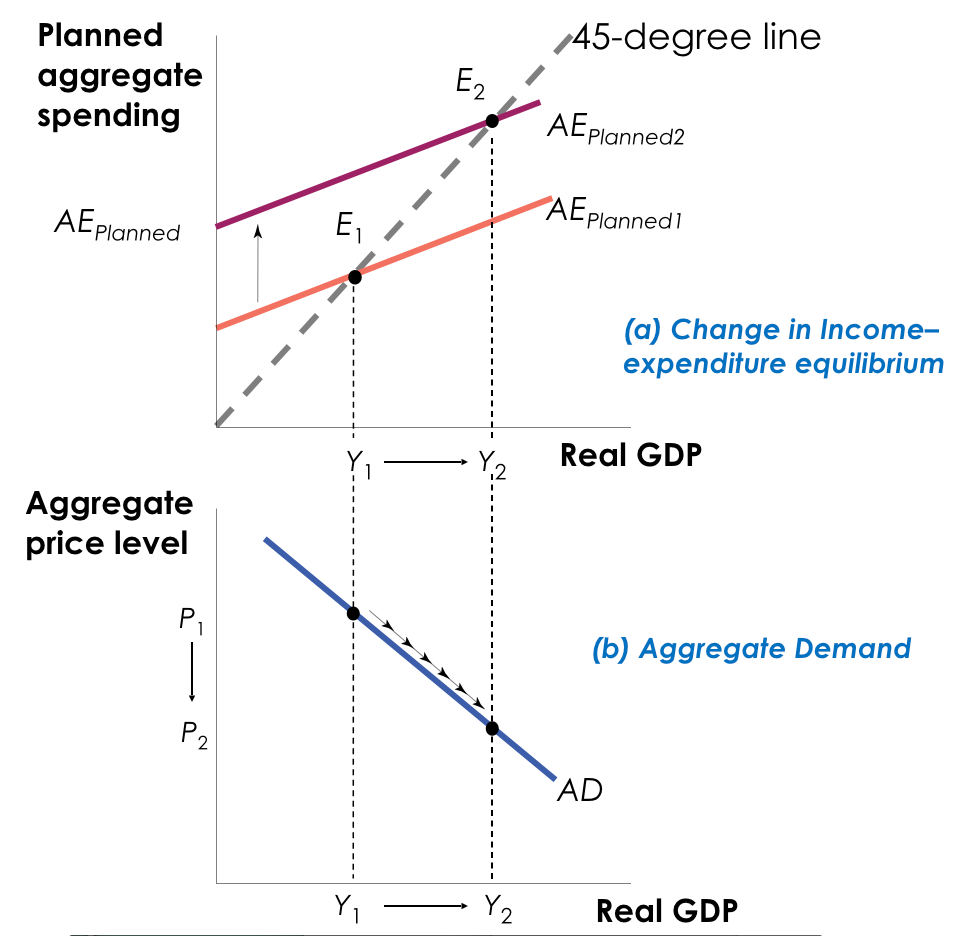 Planned
aggregate
spending
45-degree line
E2
AEPlanned2
AEPlanned
E1
AEPlanned1
(a) Change in Income–
expenditure equilibrium
Y1
Y2
Real GDP
Aggregate
price level
P1
(b) Aggregate Demand
P2
AD
Y1
Y2
Real GDP